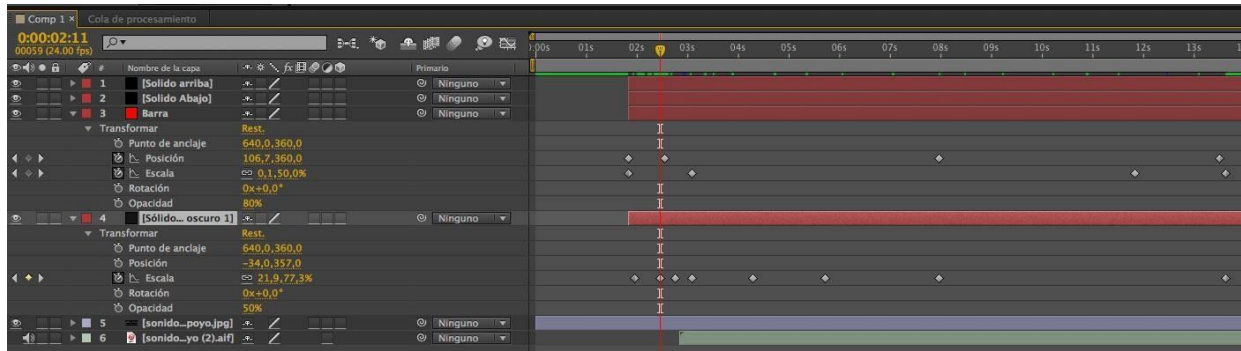 Comp 1 × Cola de procesamiento
0:00:02:11
00059 (24.00 fps)
:00s 01s 02s 03s 04s 05s 06s 07s 08s 09s 10s 11s 12s 13s 1
# Nombre de la capa fx Primario
1 [Solido arriba] Ninguno
2 [Solido Abajo] Ninguno
3 Barra Ninguno
Transformar Rest.
Punto de anclaje 640,0,360,0
Posición 106,7,360,0
Escala 0,1,50,0%
Rotación 0x+0,0°
Opacidad 80%
4 [Sólido... oscuro 1] Ninguno
Transformar Rest.
Punto de anclaje 640,0,360,0
Posición -34,0,357,0
Escala 21,9,77,3%
Rotación 0x+0,0°
Opacidad 50%
5 [sonido...poyo.jpg] Ninguno
6 [sonido...yo (2).aif] Ninguno